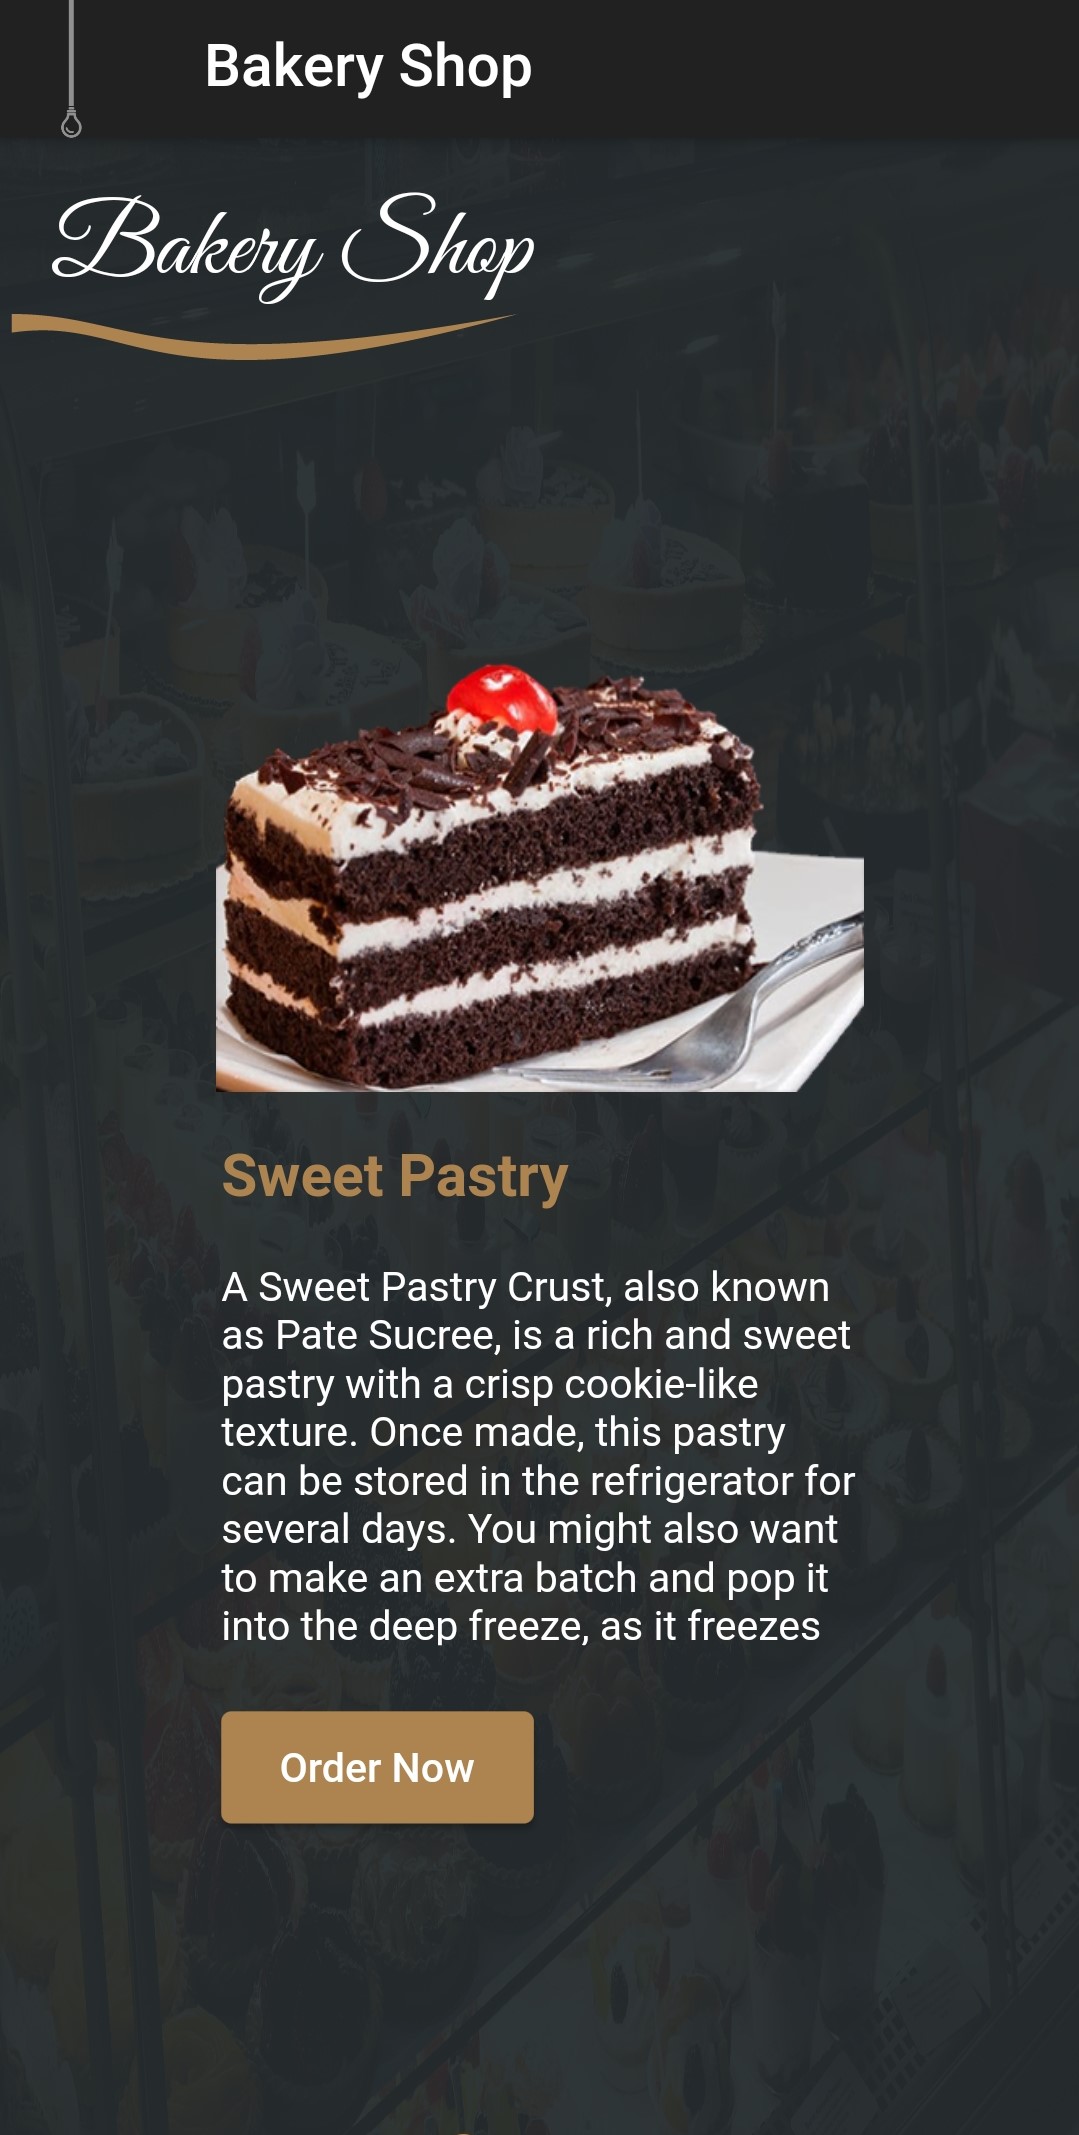 Bakery Shop
Bakery Shop
Sweet Pastry
A Sweet Pastry Crust, also known
as Pate Sucree, is a rich and sweet
pastry with a crisp cookie-like
texture. Once made, this pastry
can be stored in the refrigerator for
several days. You might also want
to make an extra batch and pop it
into the deep freeze, as it freezes
Order Now